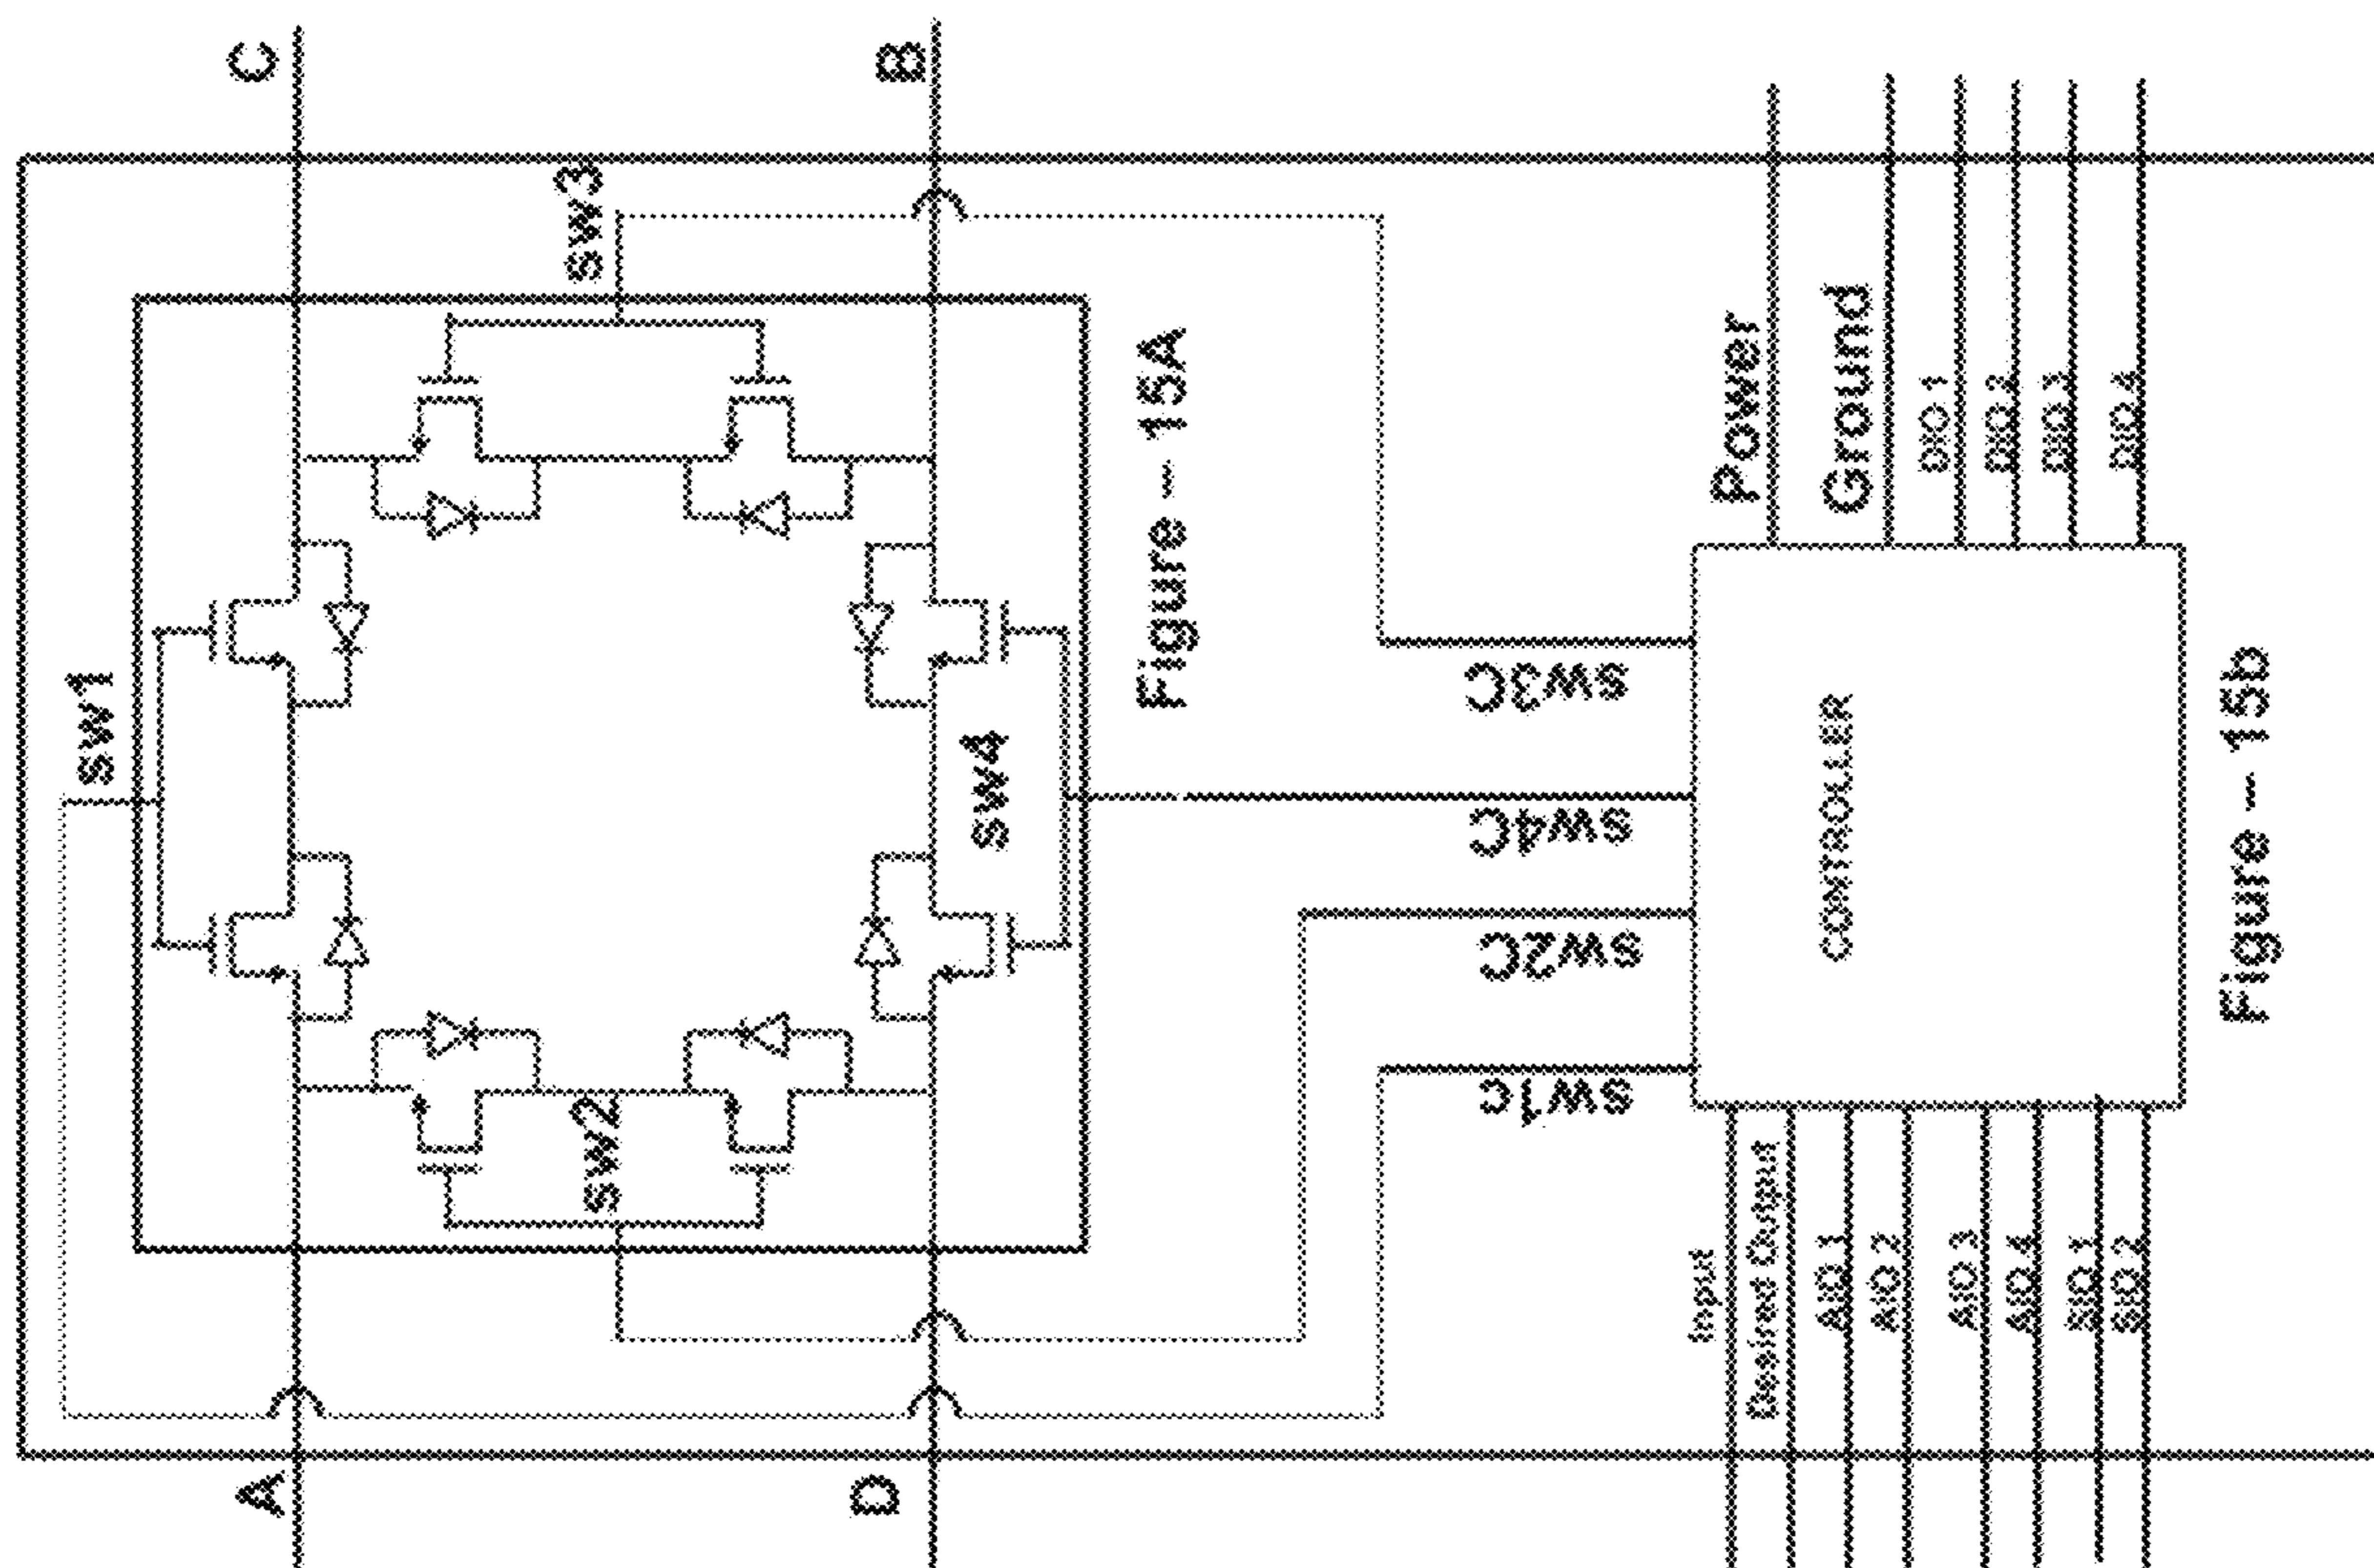 A
C
sw1
sw2
sw3
sw4
D
B
Figure – 15A
sw1c
sw2C
sw4C
sw3C
Input
Desired Output
AIO 1
AIO 2
AIO 3
AIO 4
SIO 1
SIO 2
CONTROLLER
Power
Ground
DIO 1
DIO 2
DIO 3
DIO 4
Figure – 15b